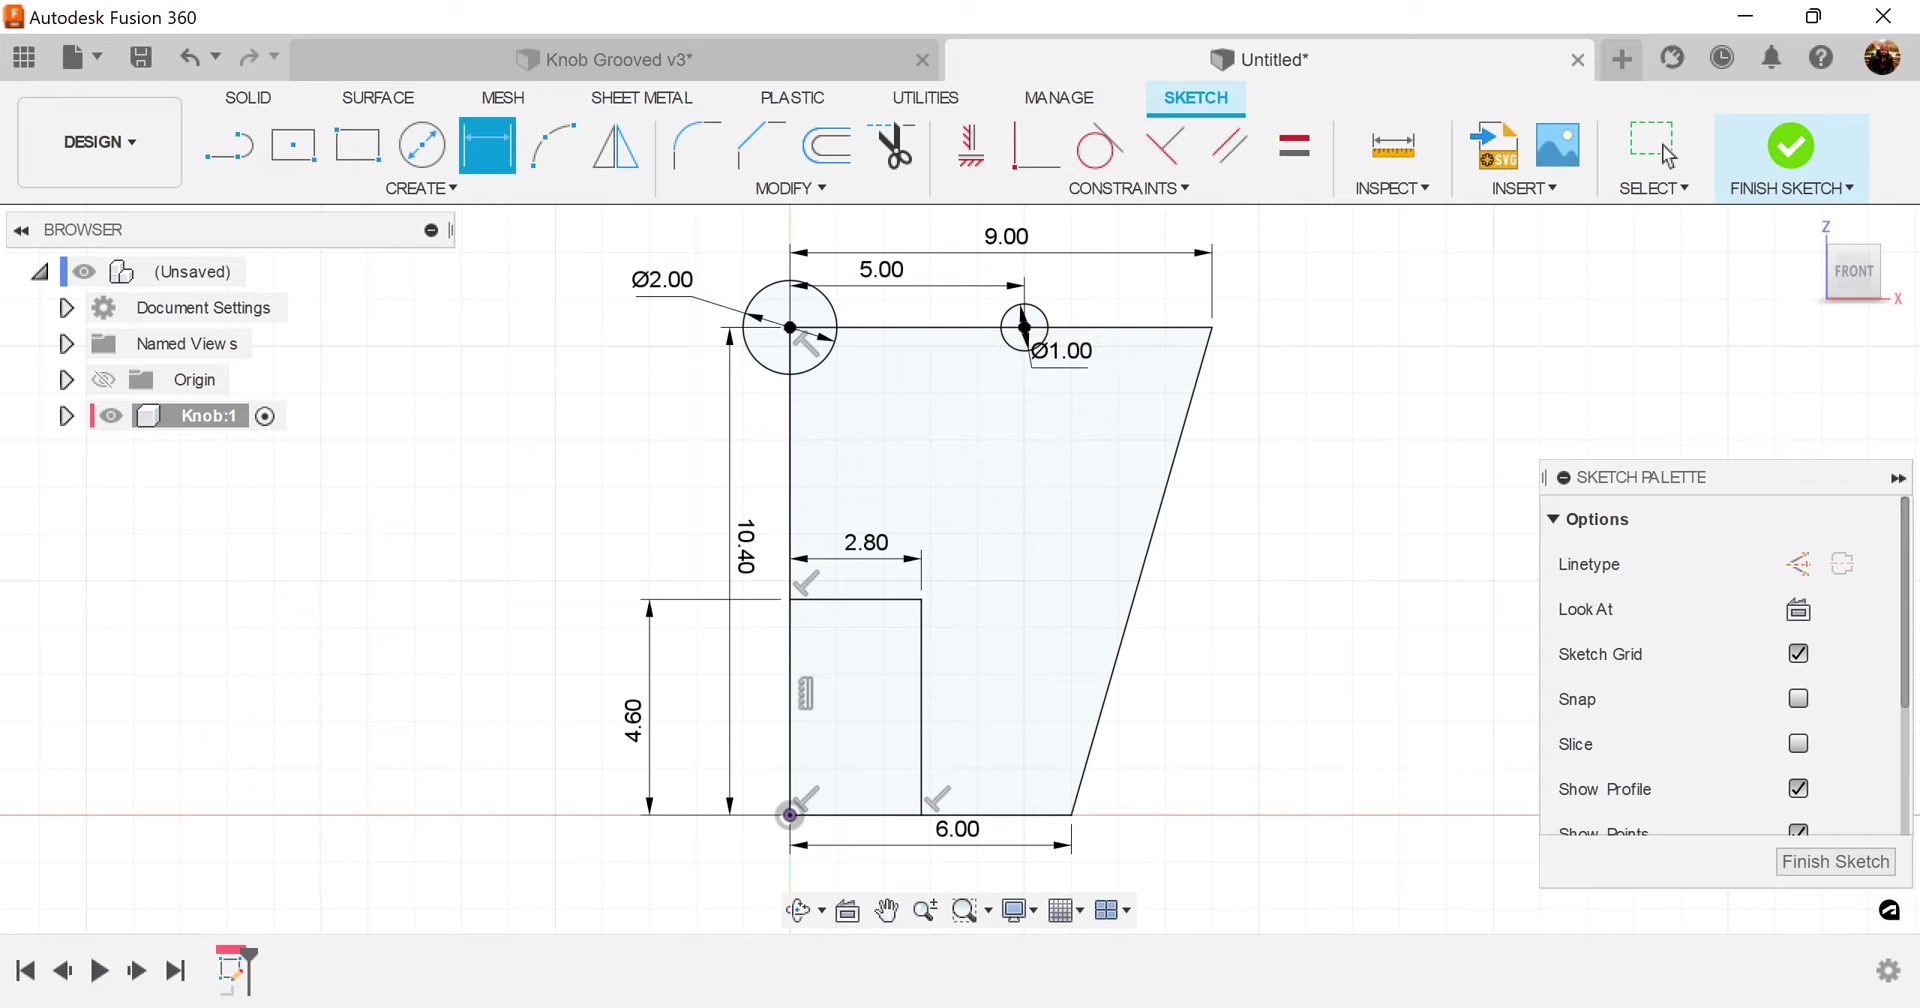 Autodesk Fusion 360
Knob Grooved v3*
Untitled*
SOLID
SURFACE
MESH
SHEET METAL
PLASTIC
UTILITIES
MANAGE
SKETCH
DESIGN
SVG
CREATE
MODIFY
CONSTRAINTS
INSPECT
INSERT
SELECT
FINISH SKETCH
BROWSER
(Unsaved)
Document Settings
Named Views
Origin
Knob:1
9.00
5.00
Ø2.00
Ø1.00
10.40
2.80
4.60
6.00
Z
FRONT
X
SKETCH PALETTE
Options
Linetype
Look At
Sketch Grid
Snap
Slice
Show Profile
Show Points
Finish Sketch